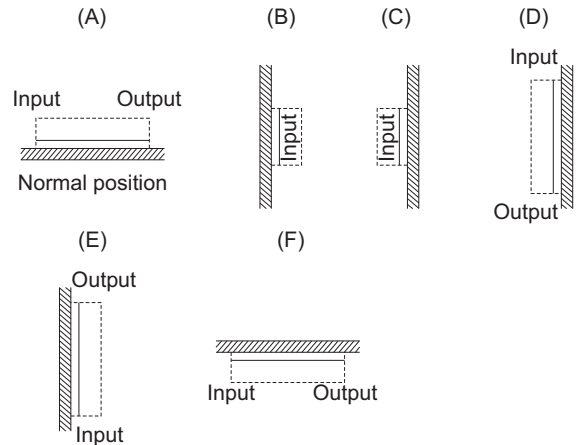 (A)
(B)
(C)
(D)
Input
Output
Normal position
Input
Input
Input
Output
(E)
(F)
Output
Input
Input
Output